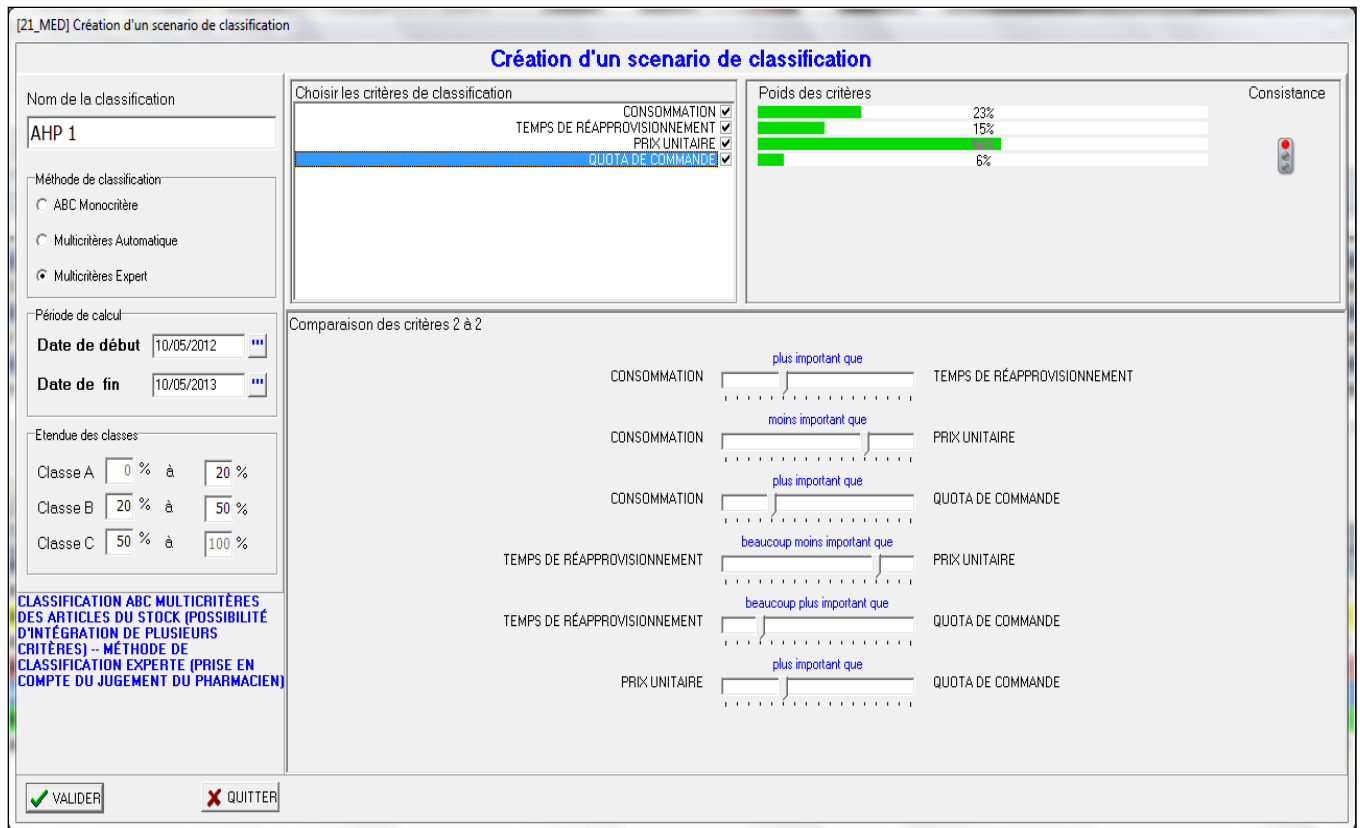 [21_MED] Création d'un scenario de classification
Création d'un scenario de classification
Nom de la classification
AHP 1
Méthode de classification
ABC Monocritère
Multicritères Automatique
Multicritères Expert
Période de calcul
Date de début 10/05/2012
Date de fin 10/05/2013
Etendue des classes
Classe A 0 % à 20 %
Classe B 20 % à 50 %
Classe C 50 % à 100 %
CLASSIFICATION ABC MULTICRITÈRES
DES ARTICLES DU STOCK (POSSIBILITÉ
D'INTÉGRATION DE PLUSIEURS
CRITÈRES) -- MÉTHODE DE
CLASSIFICATION EXPERTE (PRISE EN
COMPTE DU JUGEMENT DU PHARMACIEN)
Choisir les critères de classification
CONSOMMATION
TEMPS DE RÉAPPROVISIONNEMENT
PRIX UNITAIRE
QUOTA DE COMMANDE
Poids des critères
Consistance
23%
15%
6%
Comparaison des critères 2 à 2
plus important que
CONSOMMATION TEMPS DE RÉAPPROVISIONNEMENT
moins important que
CONSOMMATION PRIX UNITAIRE
plus important que
CONSOMMATION QUOTA DE COMMANDE
beaucoup moins important que
TEMPS DE RÉAPPROVISIONNEMENT PRIX UNITAIRE
beaucoup plus important que
TEMPS DE RÉAPPROVISIONNEMENT QUOTA DE COMMANDE
plus important que
PRIX UNITAIRE QUOTA DE COMMANDE
VALIDER
QUITTER